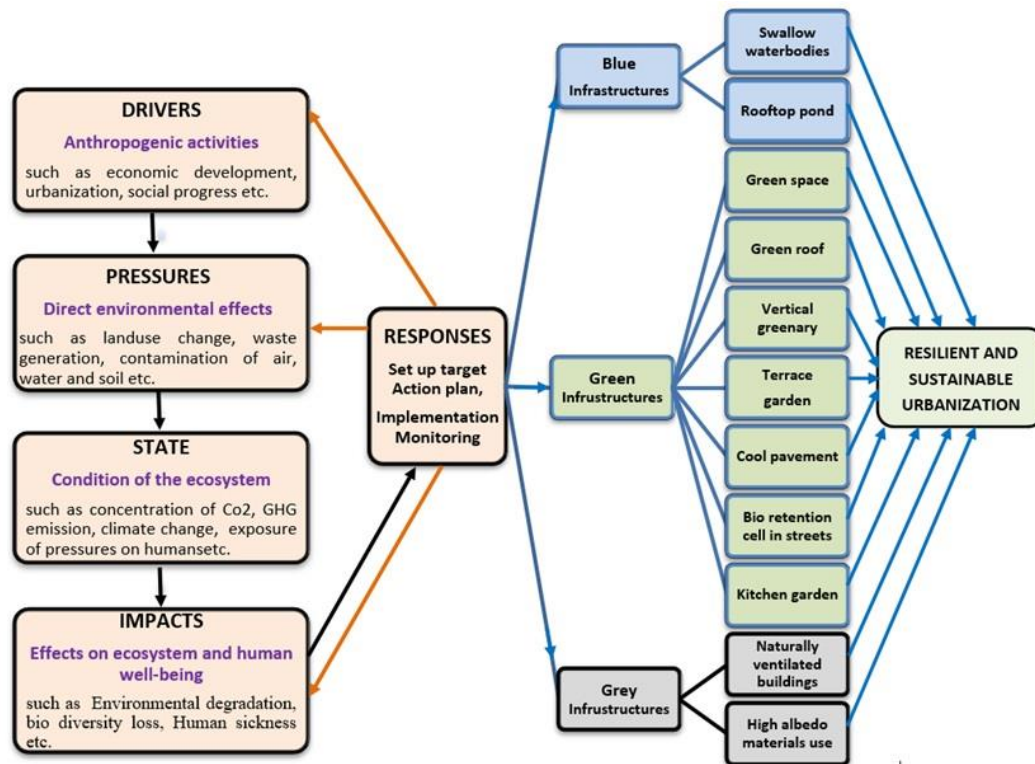 DRIVERS
Anthropogenic activities
such as economic development,
urbanization, social progress etc.
PRESSURES
Direct environmental effects
such as landuse change, waste
generation, contamination of air,
water and soil etc.
STATE
Condition of the ecosystem
such as concentration of Co2, GHG
emission, climate change, exposure
of pressures on humansetc.
IMPACTS
Effects on ecosystem and human
well-being
such as Environmental degradation,
bio diversity loss, Human sickness
etc.
RESPONSES
Set up target
Action plan,
Implementation
Monitoring
Blue
Infrastructures
Green
Infrastructures
Grey
Infrastructures
Swallow
waterbodies
Rooftop pond
Green space
Green roof
Vertical
greenary
Terrace
garden
Cool pavement
Bio retention
cell in streets
Kitchen garden
Naturally
ventilated
buildings
High albedo
materials use
RESILIENT AND
SUSTAINABLE
URBANIZATION